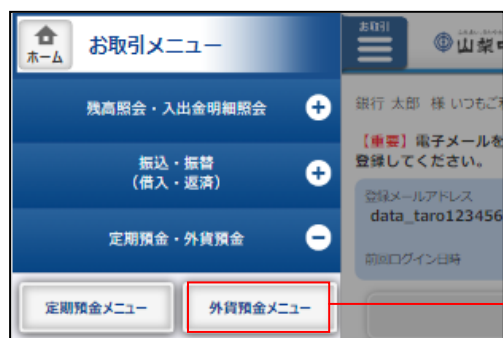 ホーム
お取引メニュー
残高照会・入出金明細照会
振込・振替
(借入・返済)
定期預金・外貨預金
定期預金メニュー
外貨預金メニュー
お取引
山梨中
銀行 太郎 様 いつもご
【重要】電子メールを
登録してください。
登録メールアドレス
data_taro123456
前回ログイン日時